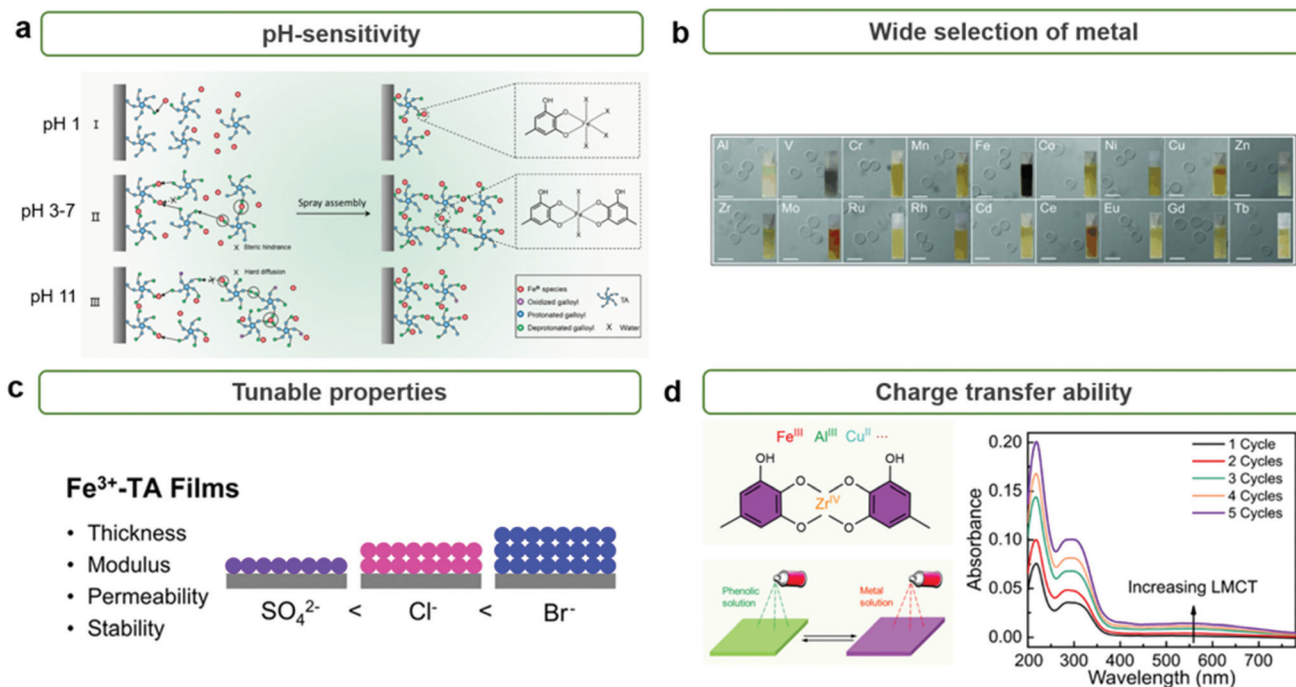 a
pH-sensitivity
pH 1
I
pH 3-7
II
X Steric hindrance
X Hard diffusion
pH 11
III
Spray assembly
OH
O
O
Fe
X
X
X
X
OH
O
O
Fe
X
X
O
O
OH
Feᴵᴵᴵ species
Oxidized galloyl
Protonated galloyl
Deprotonated galloyl
TA
X Water
b
Wide selection of metal
Al V Cr Mn Fe Co Ni Cu Zn
Zr Mo Ru Rh Cd Ce Eu Gd Tb
c
Tunable properties
Fe³⁺-TA Films
• Thickness
• Modulus
• Permeability
• Stability
SO₄²⁻ < Cl⁻ < Br⁻
d
Charge transfer ability
Feᴵᴵᴵ Alᴵᴵᴵ Cuᴵᴵ ···
OH OH
O O
Zrᴵⱽ
O O
Phenolic
solution
Metal
solution
Absorbance
0.20
0.15
0.10
0.05
0.00
1 Cycle
2 Cycles
3 Cycles
4 Cycles
5 Cycles
Increasing LMCT
200 300 400 500 600 700
Wavelength (nm)